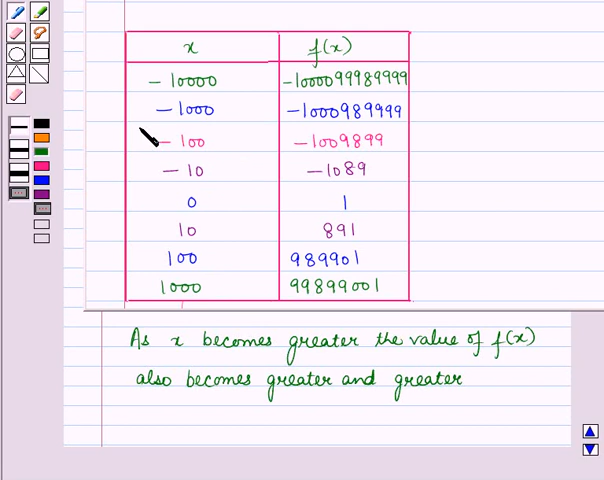 x f(x)
-10000 -1000099989999
-1000 -1000989999
-100 -1009899
-10 -1089
0 1
10 891
100 989901
1000 99899001
As x becomes greater the value of f(x)
also becomes greater and greater